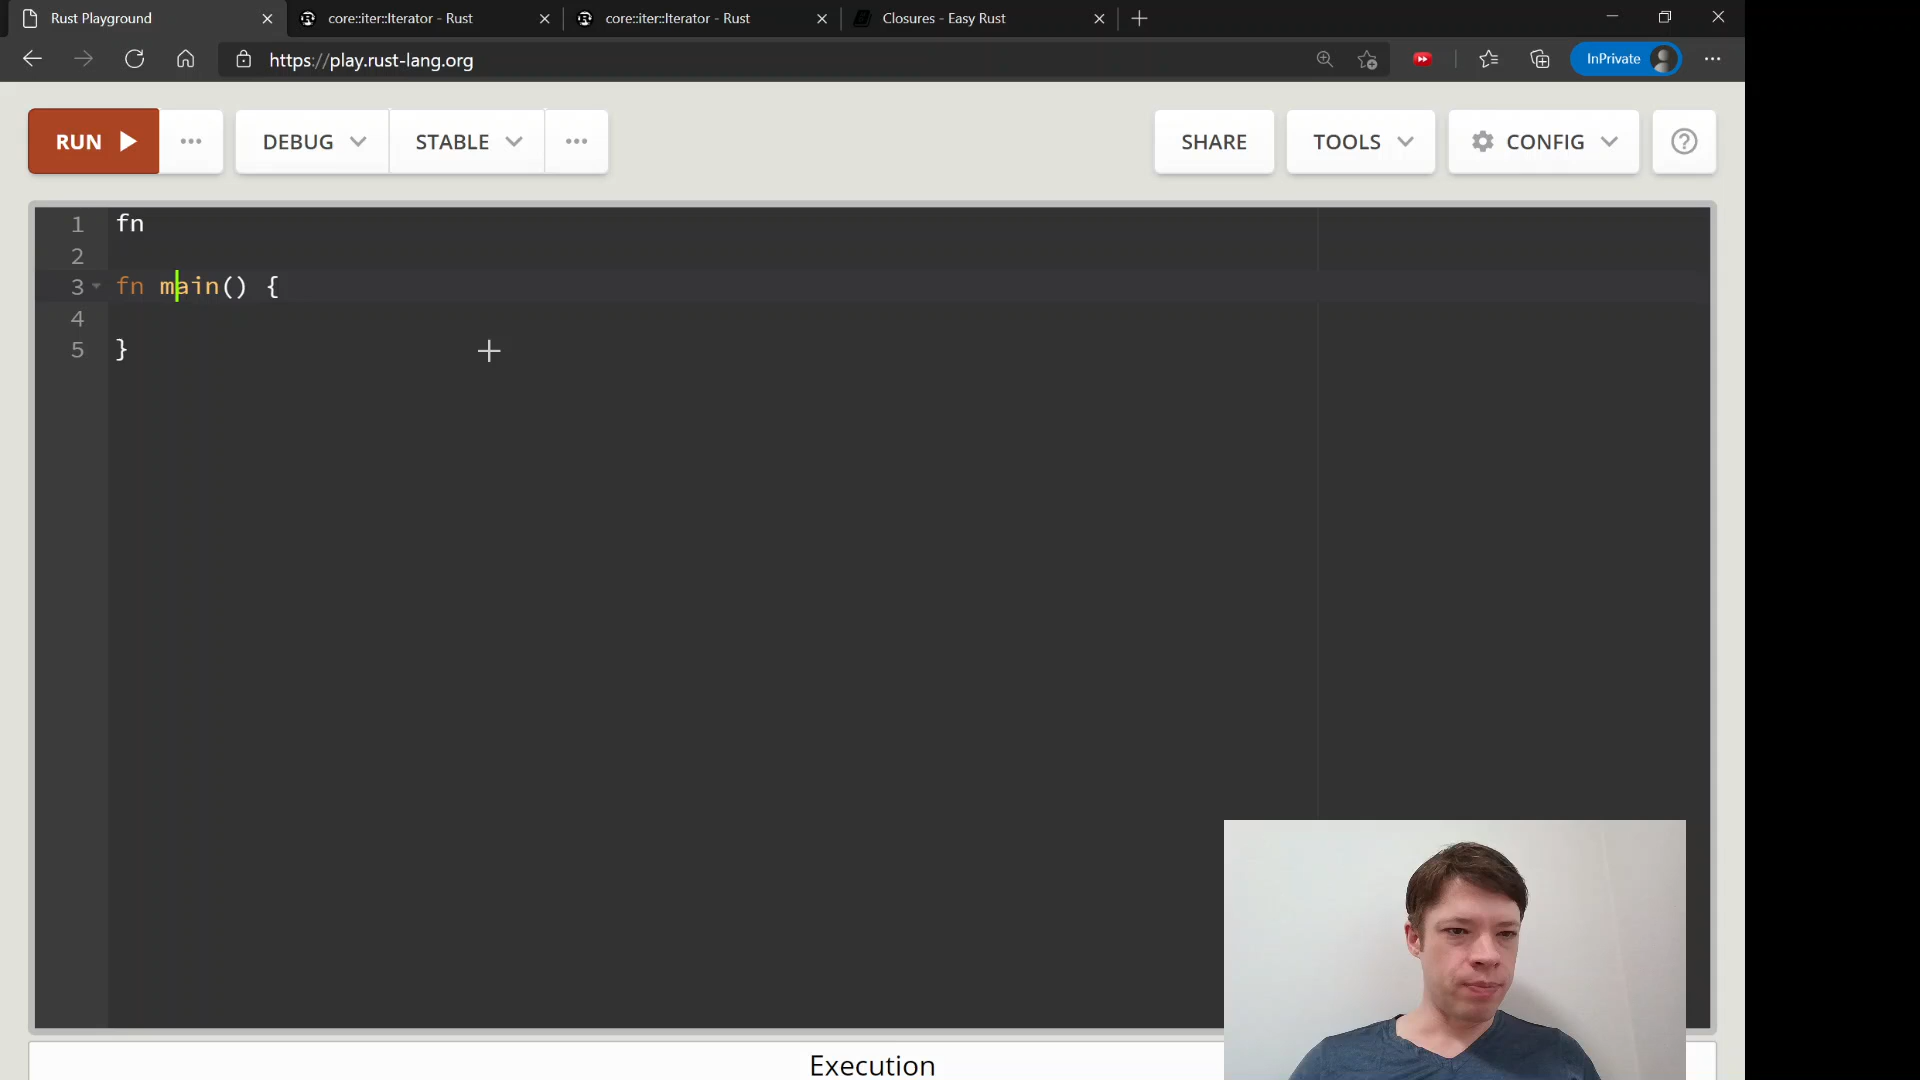 Rust Playground
core::iter::Iterator - Rust
core::iter::Iterator - Rust
Closures - Easy Rust
https://play.rust-lang.org
InPrivate
RUN
DEBUG
STABLE
SHARE
TOOLS
CONFIG
1 fn
2
3 fn main() {
4
5 }
Execution